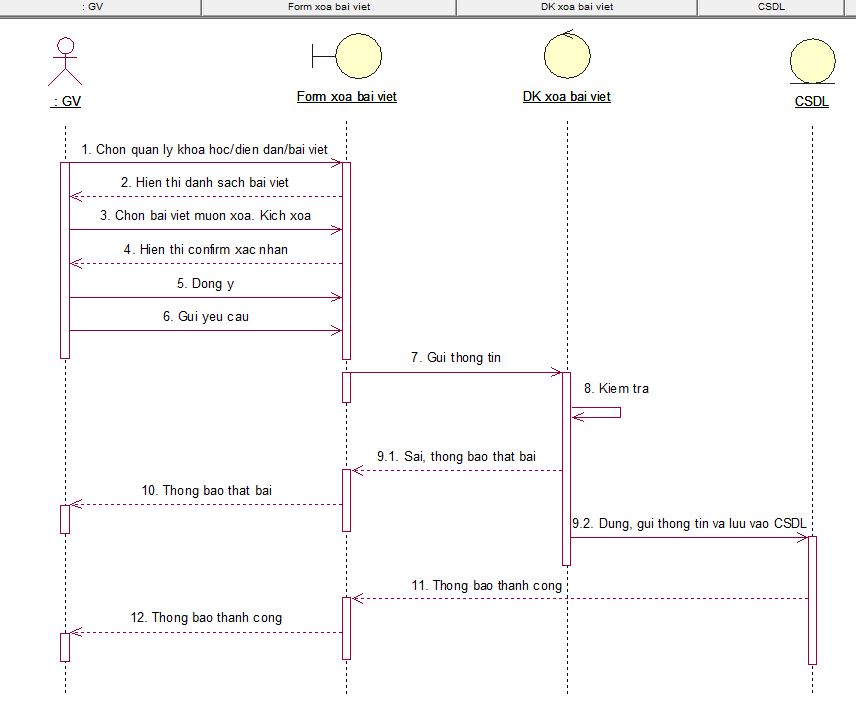 : GV
Form xoa bai viet
DK xoa bai viet
CSDL
: GV
Form xoa bai viet
DK xoa bai viet
CSDL
1. Chon quan ly khoa hoc/dien dan/bai viet
2. Hien thi danh sach bai viet
3. Chon bai viet muon xoa. Kich xoa
4. Hien thi confirm xac nhan
5. Dong y
6. Gui yeu cau
7. Gui thong tin
8. Kiem tra
9.1. Sai, thong bao that bai
10. Thong bao that bai
9.2. Dung, gui thong tin va luu vao CSDL
11. Thong bao thanh cong
12. Thong bao thanh cong